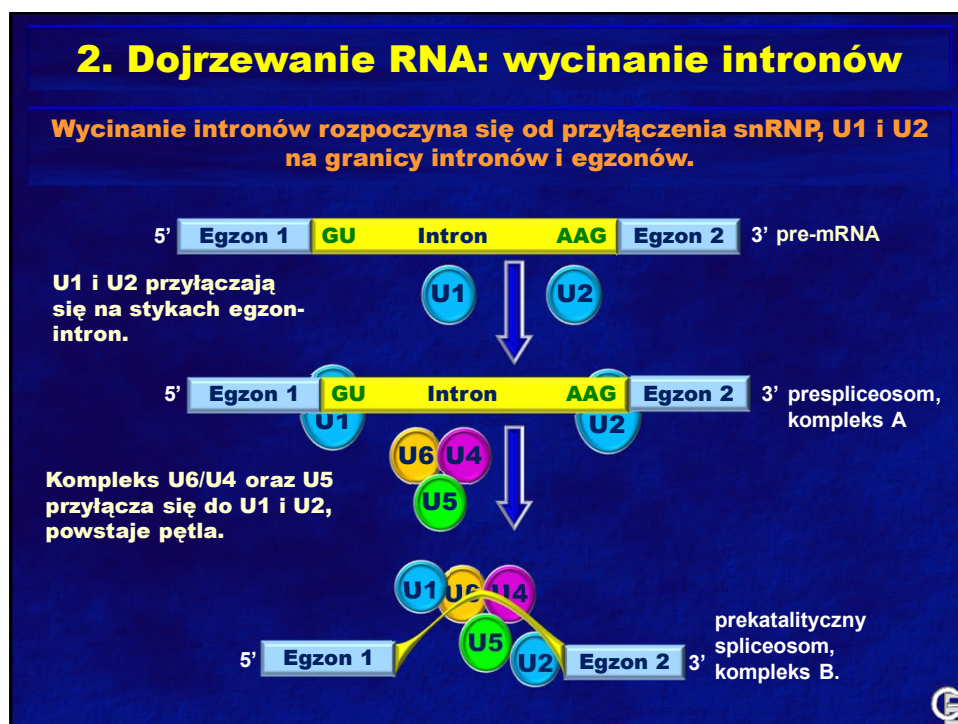 2. Dojrzewanie RNA: wycinanie intronów
Wycinanie intronów rozpoczyna się od przyłączenia snRNP, U1 i U2
na granicy intronów i egzonów.
5’ Egzon 1 GU Intron AAG Egzon 2 3’ pre-mRNA
U1 i U2 przyłączają
się na stykach egzon-
intron.
U1 U2
5’ Egzon 1 GU Intron AAG Egzon 2 3’ prespliceosom,
kompleks A
U1 U2
U6 U4
U5
Kompleks U6/U4 oraz U5
przyłącza się do U1 i U2,
powstaje pętla.
U1 U6 U4
U5
U2
5’ Egzon 1 Egzon 2 3’
prekatalityczny
spliceosom,
kompleks B.